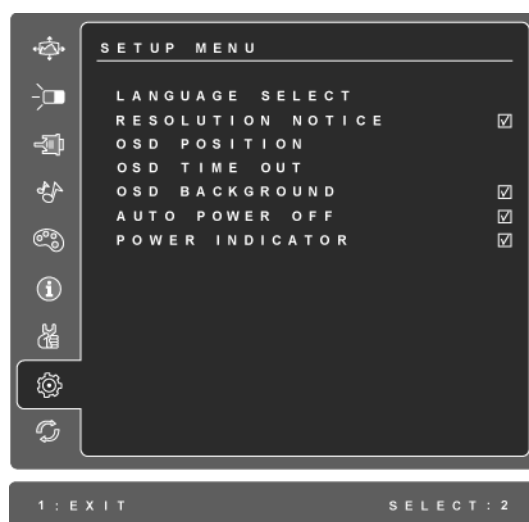 SETUP MENU
LANGUAGE SELECT
RESOLUTION NOTICE
OSD POSITION
OSD TIME OUT
OSD BACKGROUND
AUTO POWER OFF
POWER INDICATOR
1:EXIT SELECT:2